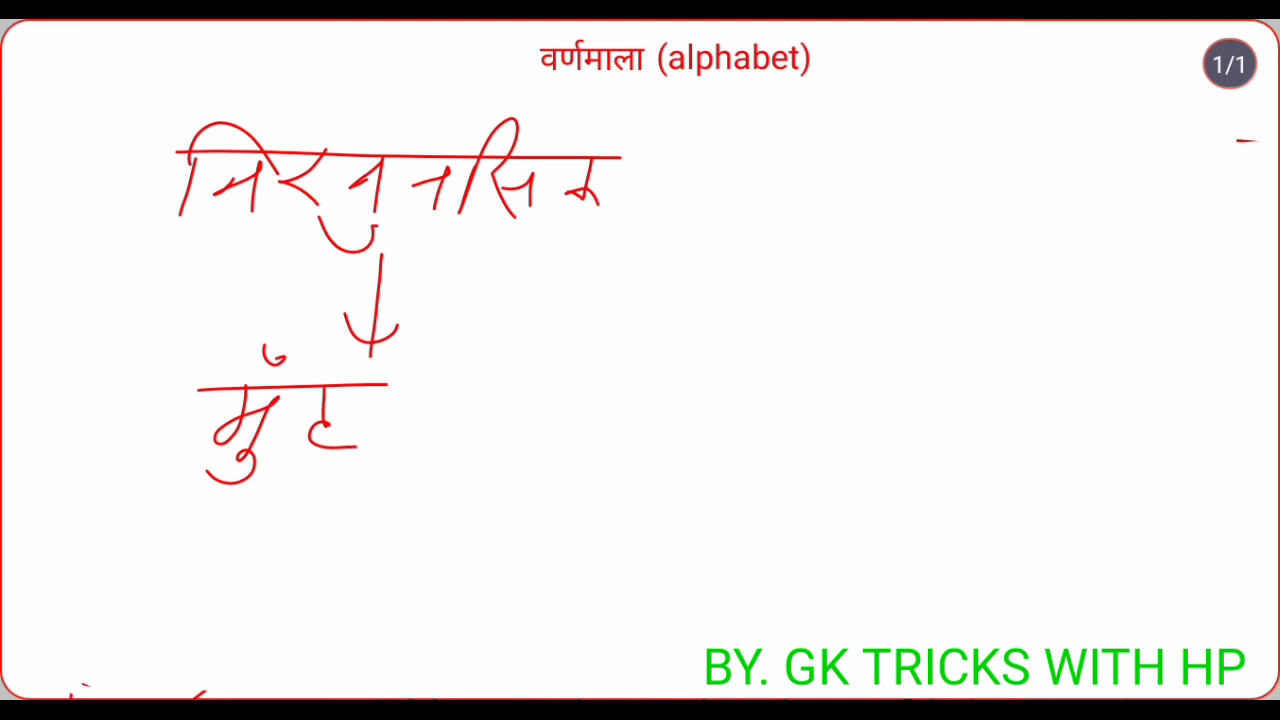 वर्णमाला (alphabet)
1/1
निरनुनासिक
मुँह
BY. GK TRICKS WITH HP